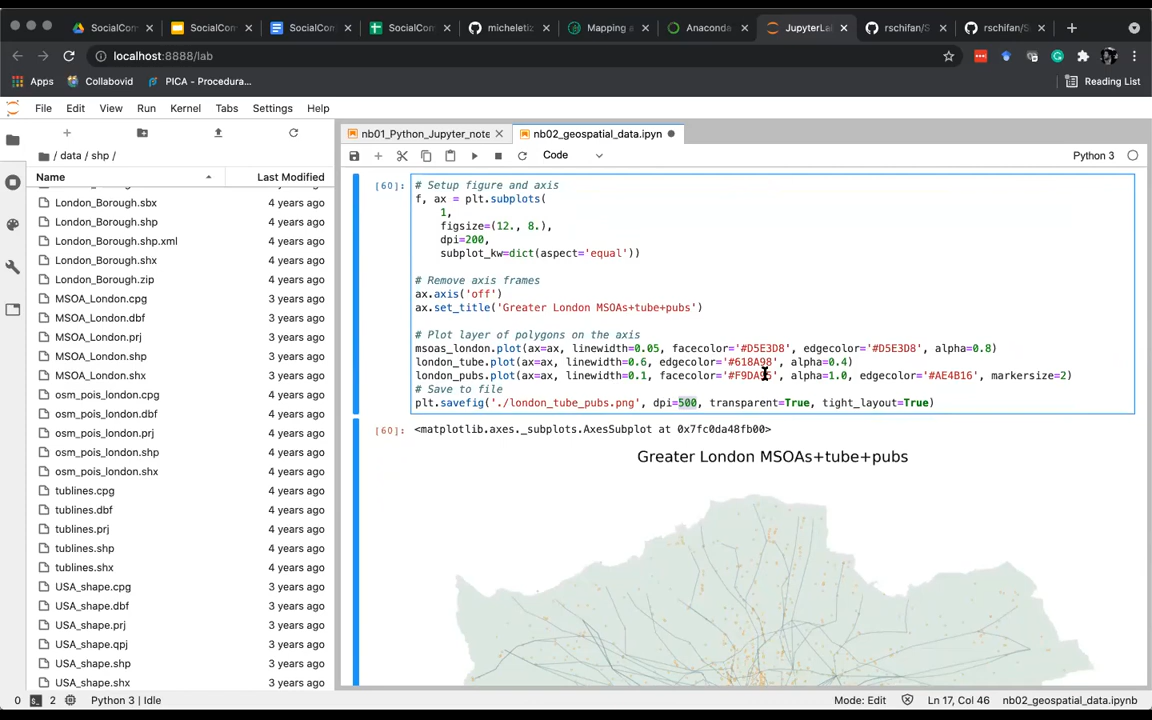 SocialCom
SocialCom
SocialCom
SocialCom
micheletiz
Mapping a
Anaconda
JupyterLa
rschifan/S
rschifan/S
localhost:8888/lab
Apps
Collabovid
PICA - Procedura...
Reading List
File Edit View Run Kernel Tabs Settings Help
nb01_Python_Jupyter_note
nb02_geospatial_data.ipyn
/ data / shp /
Code
Python 3
Name Last Modified
London_Borough.sbx 4 years ago
London_Borough.shp 4 years ago
London_Borough.shp.xml 4 years ago
London_Borough.shx 4 years ago
London_Borough.zip 4 years ago
MSOA_London.cpg 3 years ago
MSOA_London.dbf 3 years ago
MSOA_London.prj 3 years ago
MSOA_London.shp 3 years ago
MSOA_London.shx 3 years ago
osm_pois_london.cpg 4 years ago
osm_pois_london.dbf 4 years ago
osm_pois_london.prj 4 years ago
osm_pois_london.shp 4 years ago
osm_pois_london.shx 4 years ago
tublines.cpg 4 years ago
tublines.dbf 4 years ago
tublines.prj 4 years ago
tublines.shp 4 years ago
tublines.shx 4 years ago
USA_shape.cpg 3 years ago
USA_shape.dbf 3 years ago
USA_shape.prj 3 years ago
USA_shape.qpj 3 years ago
USA_shape.shp 3 years ago
USA_shape.shx 3 years ago
[60]:
# Setup figure and axis
f, ax = plt.subplots(
    1,
    figsize=(12., 8.),
    dpi=200,
    subplot_kw=dict(aspect='equal'))
# Remove axis frames
ax.axis('off')
ax.set_title('Greater London MSOAs+tube+pubs')
# Plot layer of polygons on the axis
msoas_london.plot(ax=ax, linewidth=0.05, facecolor='#D5E3D8', edgecolor='#D5E3D8', alpha=0.8)
london_tube.plot(ax=ax, linewidth=0.6, edgecolor='#618A98', alpha=0.4)
london_pubs.plot(ax=ax, linewidth=0.1, facecolor='#F9DA95', alpha=1.0, edgecolor='#AE4B16', markersize=2)
# Save to file
plt.savefig('./london_tube_pubs.png', dpi=500, transparent=True, tight_layout=True)
[60]: <matplotlib.axes._subplots.AxesSubplot at 0x7fc0da48fb00>
Greater London MSOAs+tube+pubs
0 2 Python 3 | Idle
Mode: Edit Ln 17, Col 46 nb02_geospatial_data.ipynb